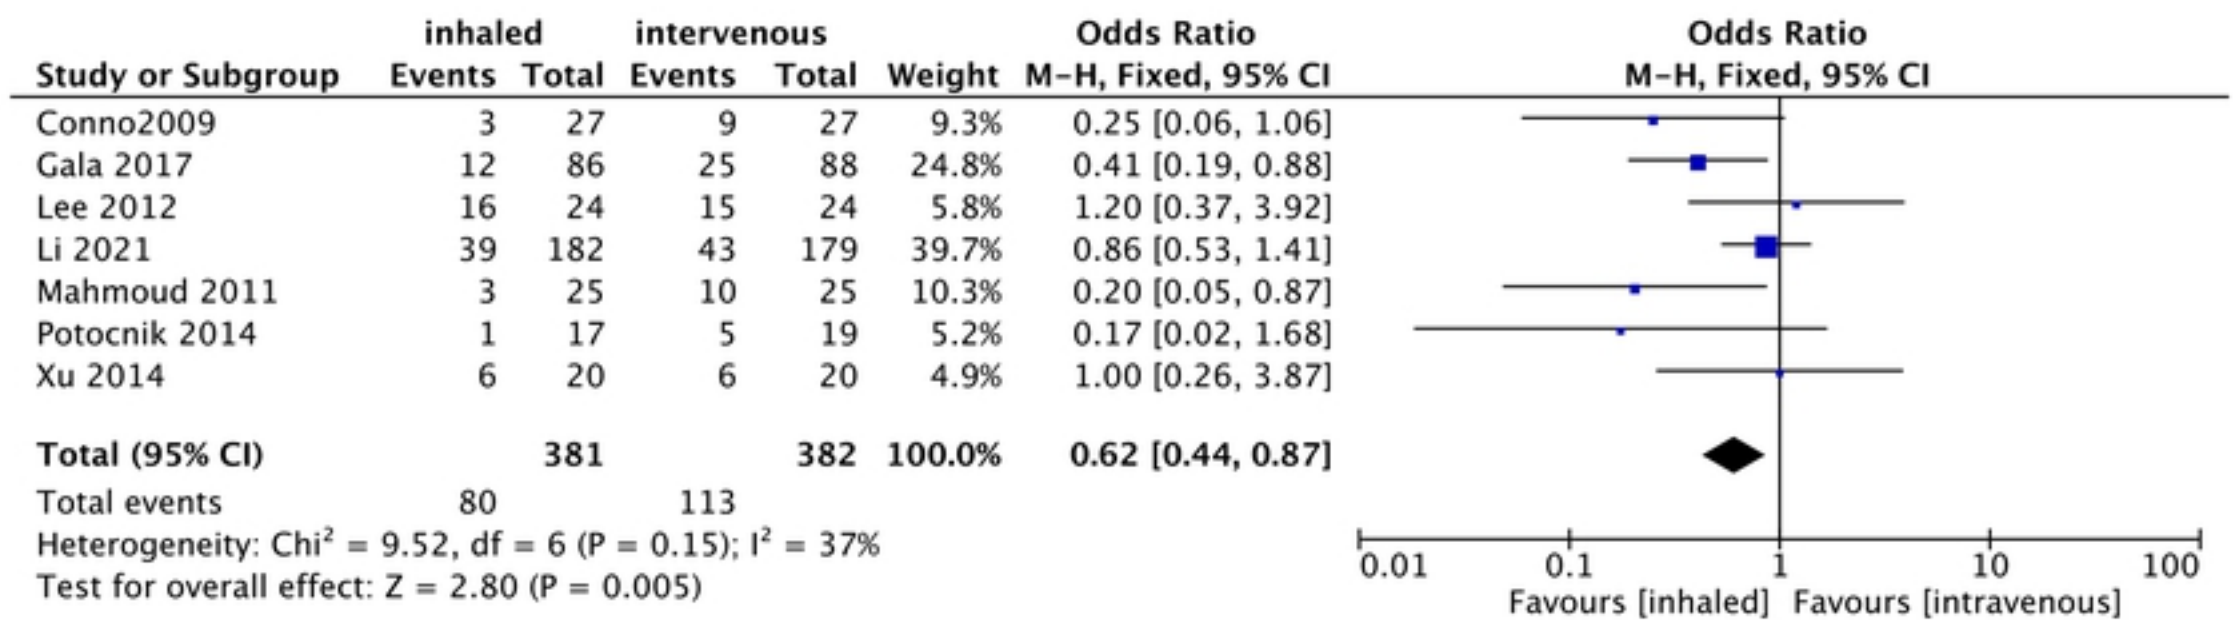 inhaled intervenous Odds Ratio Odds Ratio
Study or Subgroup Events Total Events Total Weight M-H, Fixed, 95% CI M-H, Fixed, 95% CI
Conno2009 3 27 9 27 9.3% 0.25 [0.06, 1.06]
Gala 2017 12 86 25 88 24.8% 0.41 [0.19, 0.88]
Lee 2012 16 24 15 24 5.8% 1.20 [0.37, 3.92]
Li 2021 39 182 43 179 39.7% 0.86 [0.53, 1.41]
Mahmoud 2011 3 25 10 25 10.3% 0.20 [0.05, 0.87]
Potocnik 2014 1 17 5 19 5.2% 0.17 [0.02, 1.68]
Xu 2014 6 20 6 20 4.9% 1.00 [0.26, 3.87]
Total (95% CI) 381 382 100.0% 0.62 [0.44, 0.87]
Total events 80 113
Heterogeneity: Chi² = 9.52, df = 6 (P = 0.15); I² = 37%
Test for overall effect: Z = 2.80 (P = 0.005)
0.01 0.1 1 10 100
Favours [inhaled] Favours [intravenous]